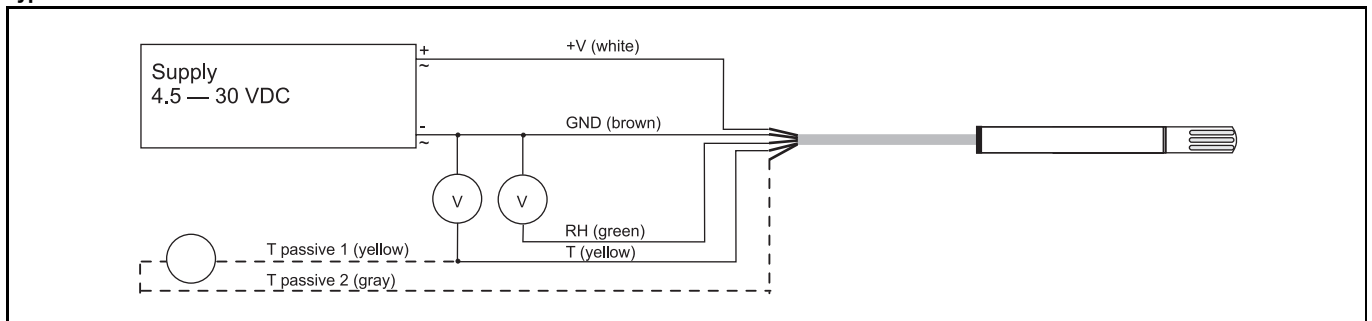 +V (white)
+
~
Supply
4.5 — 30 VDC
GND (brown)
-
~
V
V
RH (green)
T passive 1 (yellow)
T (yellow)
T passive 2 (gray)